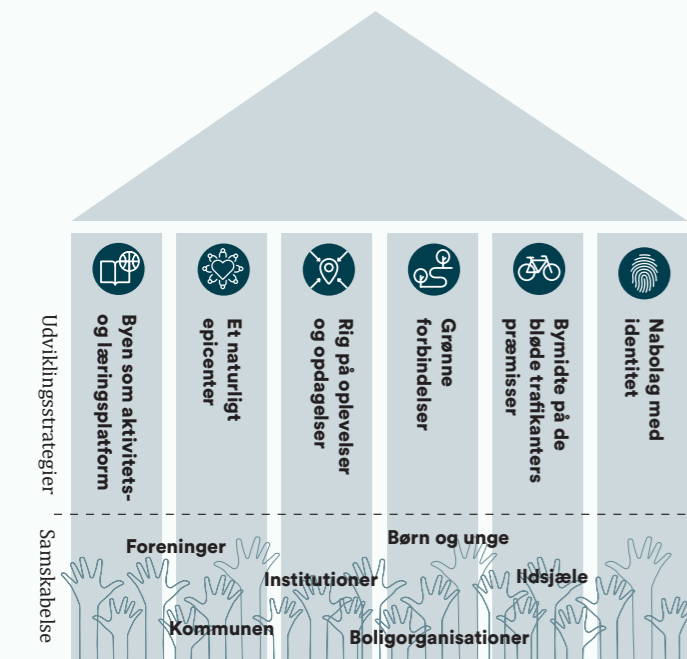 Udviklingsstrategier
Byen som aktivitets-
og læringsplatform
Et naturligt
epicenter
Rig på oplevelser
og opdagelser
Grønne
forbindelser
Bymidte på de
bløde trafikanters
præmisser
Nabolag med
identitet
Samskabelse
Foreninger
Børn og unge
Institutioner
Ildsjæle
Kommunen
Boligorganisationer